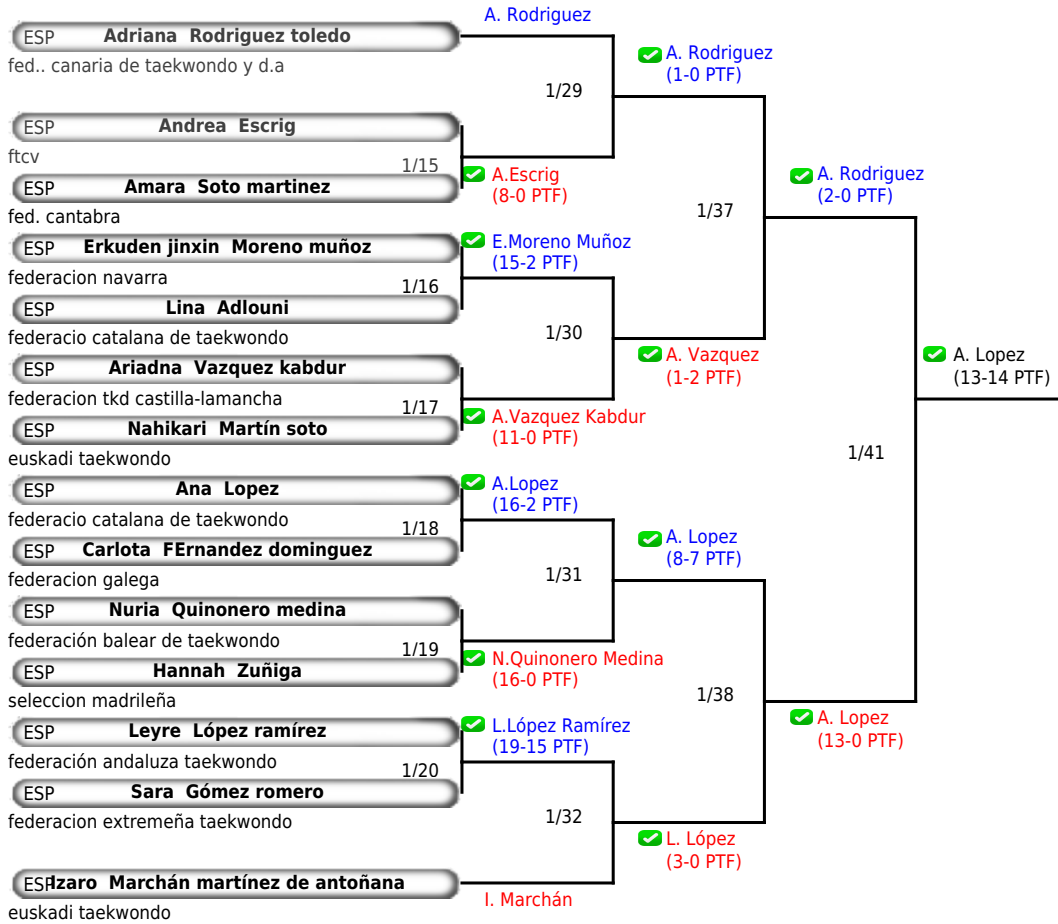 A. Rodriguez
ESP Adriana Rodriguez toledo
fed.. canaria de taekwondo y d.a
A. Rodriguez
(1-0 PTF)
1/29
ESP Andrea Escrig
ftcv
1/15
A.Escrig
(8-0 PTF)
ESP Amara Soto martinez
fed. cantabra
A. Rodriguez
(2-0 PTF)
1/37
ESP Erkuden jinxin Moreno muñoz
federacion navarra
E.Moreno Muñoz
(15-2 PTF)
1/16
ESP Lina Adlouni
federacio catalana de taekwondo
1/30
ESP Ariadna Vazquez kabdur
federacion tkd castilla-lamancha
A. Vazquez
(1-2 PTF)
A. Lopez
(13-14 PTF)
1/17
A.Vazquez Kabdur
(11-0 PTF)
ESP Nahikari Martín soto
euskadi taekwondo
1/41
ESP Ana Lopez
federacio catalana de taekwondo
A.Lopez
(16-2 PTF)
1/18
ESP Carlota FErnandez dominguez
federacion galega
A. Lopez
(8-7 PTF)
1/31
ESP Nuria Quinonero medina
federación balear de taekwondo
1/19
N.Quinonero Medina
(16-0 PTF)
ESP Hannah Zuñiga
seleccion madrileña
1/38
ESP Leyre López ramírez
federación andaluza taekwondo
L.López Ramírez
(19-15 PTF)
A. Lopez
(13-0 PTF)
1/20
ESP Sara Gómez romero
federacion extremeña taekwondo
1/32
L. López
(3-0 PTF)
ESP Izaro Marchán martínez de antoñana
euskadi taekwondo
I. Marchán